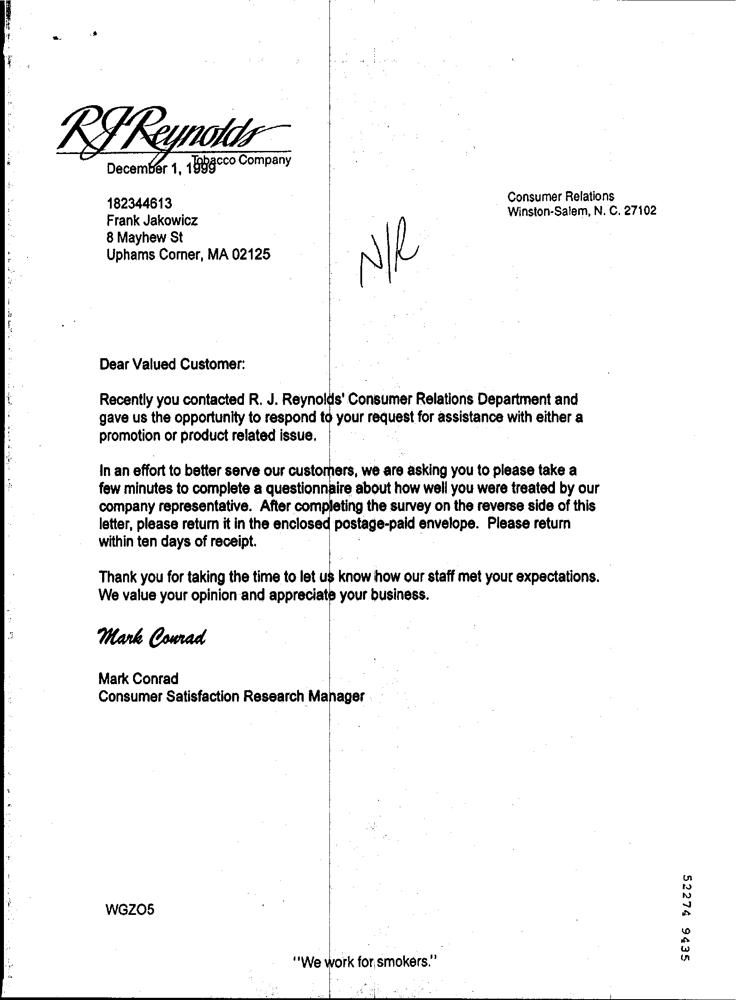 RJReynolds
Tobacco Company
December 1, 1999
Consumer Relations
Winston-Salem, N. C. 27102
182344613
Frank Jakowicz
8 Mayhew St
Uphams Corner, MA 02125
N/R
Dear Valued Customer:
Recently you contacted R. J. Reynolds' Consumer Relations Department and
gave us the opportunity to respond to your request for assistance with either a
promotion or product related issue.
In an effort to better serve our customers, we are asking you to please take a
few minutes to complete a questionnaire about how well you were treated by our
company representative. After completing the survey on the reverse side of this
letter, please return it in the enclosed postage-paid envelope. Please return
within ten days of receipt.
Thank you for taking the time to let us know how our staff met your expectations.
We value your opinion and appreciate your business.
Mark Conrad
Mark Conrad
Consumer Satisfaction Research Manager
WGZO5
52274 9435
"We work for smokers."